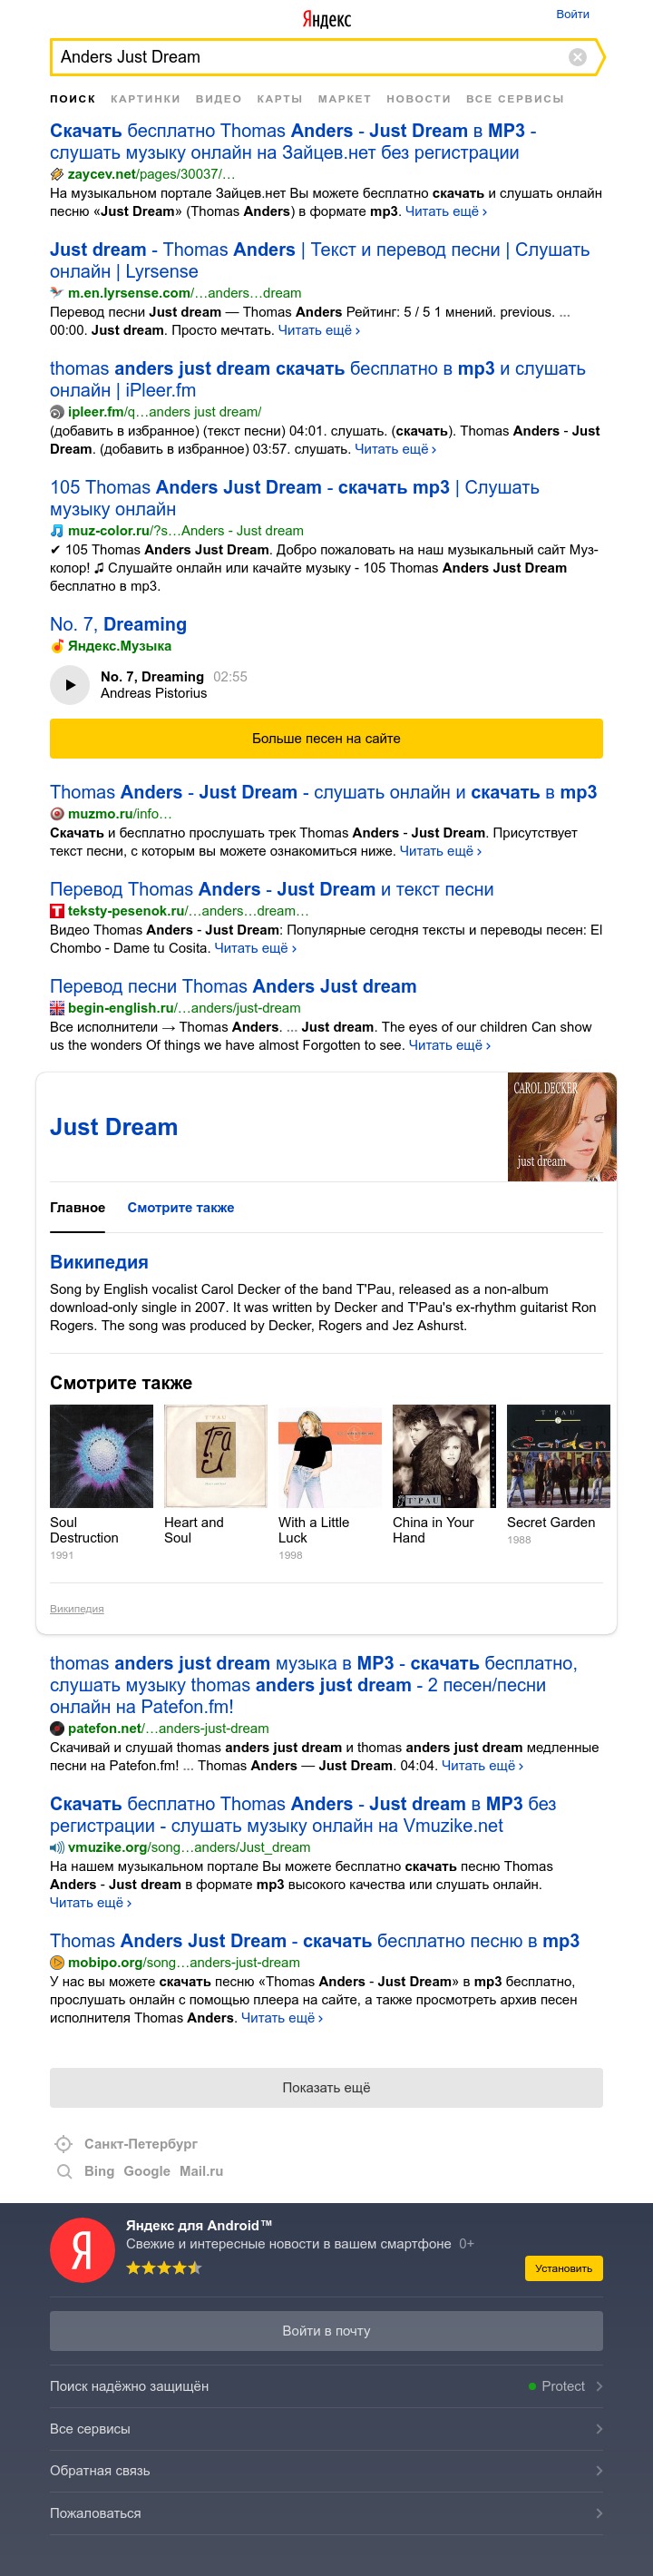 Яндекс
Войти
Anders Just Dream
ПОИСК КАРТИНКИ ВИДЕО КАРТЫ МАРКЕТ НОВОСТИ ВСЕ СЕРВИСЫ
Скачать бесплатно Thomas Anders - Just Dream в MP3 -
слушать музыку онлайн на Зайцев.нет без регистрации
zaycev.net/pages/30037/…
На музыкальном портале Зайцев.нет Вы можете бесплатно скачать и слушать онлайн
песню «Just Dream» (Thomas Anders) в формате mp3. Читать ещё ›
Just dream - Thomas Anders | Текст и перевод песни | Слушать
онлайн | Lyrsense
m.en.lyrsense.com/…anders…dream
Перевод песни Just dream — Thomas Anders Рейтинг: 5 / 5 1 мнений. previous. ...
00:00. Just dream. Просто мечтать. Читать ещё ›
thomas anders just dream скачать бесплатно в mp3 и слушать
онлайн | iPleer.fm
ipleer.fm/q…anders just dream/
(добавить в избранное) (текст песни) 04:01. слушать. (скачать). Thomas Anders - Just
Dream. (добавить в избранное) 03:57. слушать. Читать ещё ›
105 Thomas Anders Just Dream - скачать mp3 | Слушать
музыку онлайн
muz-color.ru/?s…Anders - Just dream
✔ 105 Thomas Anders Just Dream. Добро пожаловать на наш музыкальный сайт Муз-
колор! ♫ Слушайте онлайн или качайте музыку - 105 Thomas Anders Just Dream
бесплатно в mp3.
No. 7, Dreaming
Яндекс.Музыка
No. 7, Dreaming 02:55
Andreas Pistorius
Больше песен на сайте
Thomas Anders - Just Dream - слушать онлайн и скачать в mp3
muzmo.ru/info…
Скачать и бесплатно прослушать трек Thomas Anders - Just Dream. Присутствует
текст песни, с которым вы можете ознакомиться ниже. Читать ещё ›
Перевод Thomas Anders - Just Dream и текст песни
teksty-pesenok.ru/…anders…dream…
Видео Thomas Anders - Just Dream: Популярные сегодня тексты и переводы песен: El
Chombo - Dame tu Cosita. Читать ещё ›
Перевод песни Thomas Anders Just dream
begin-english.ru/…anders/just-dream
Все исполнители → Thomas Anders. ... Just dream. The eyes of our children Can show
us the wonders Of things we have almost Forgotten to see. Читать ещё ›
Just Dream
CAROL DECKER
just dream
Главное Смотрите также
Википедия
Song by English vocalist Carol Decker of the band T'Pau, released as a non-album
download-only single in 2007. It was written by Decker and T'Pau's ex-rhythm guitarist Ron
Rogers. The song was produced by Decker, Rogers and Jez Ashurst.
Смотрите также
T'PAU
T'PAU
Garden
Soul
Destruction
1991
Heart and
Soul
With a Little
Luck
1998
China in Your
Hand
Secret Garden
1988
Википедия
thomas anders just dream музыка в MP3 - скачать бесплатно,
слушать музыку thomas anders just dream - 2 песен/песни
онлайн на Patefon.fm!
patefon.net/…anders-just-dream
Скачивай и слушай thomas anders just dream и thomas anders just dream медленные
песни на Patefon.fm! ... Thomas Anders — Just Dream. 04:04. Читать ещё ›
Скачать бесплатно Thomas Anders - Just dream в MP3 без
регистрации - слушать музыку онлайн на Vmuzike.net
vmuzike.org/song…anders/Just_dream
На нашем музыкальном портале Вы можете бесплатно скачать песню Thomas
Anders - Just dream в формате mp3 высокого качества или слушать онлайн.
Читать ещё ›
Thomas Anders Just Dream - скачать бесплатно песню в mp3
mobipo.org/song…anders-just-dream
У нас вы можете скачать песню «Thomas Anders - Just Dream» в mp3 бесплатно,
прослушать онлайн с помощью плеера на сайте, а также просмотреть архив песен
исполнителя Thomas Anders. Читать ещё ›
Показать ещё
Санкт-Петербург
Bing Google Mail.ru
Я
Яндекс для Android™
Свежие и интересные новости в вашем смартфоне 0+
Установить
Войти в почту
Поиск надёжно защищён Protect
Все сервисы
Обратная связь
Пожаловаться